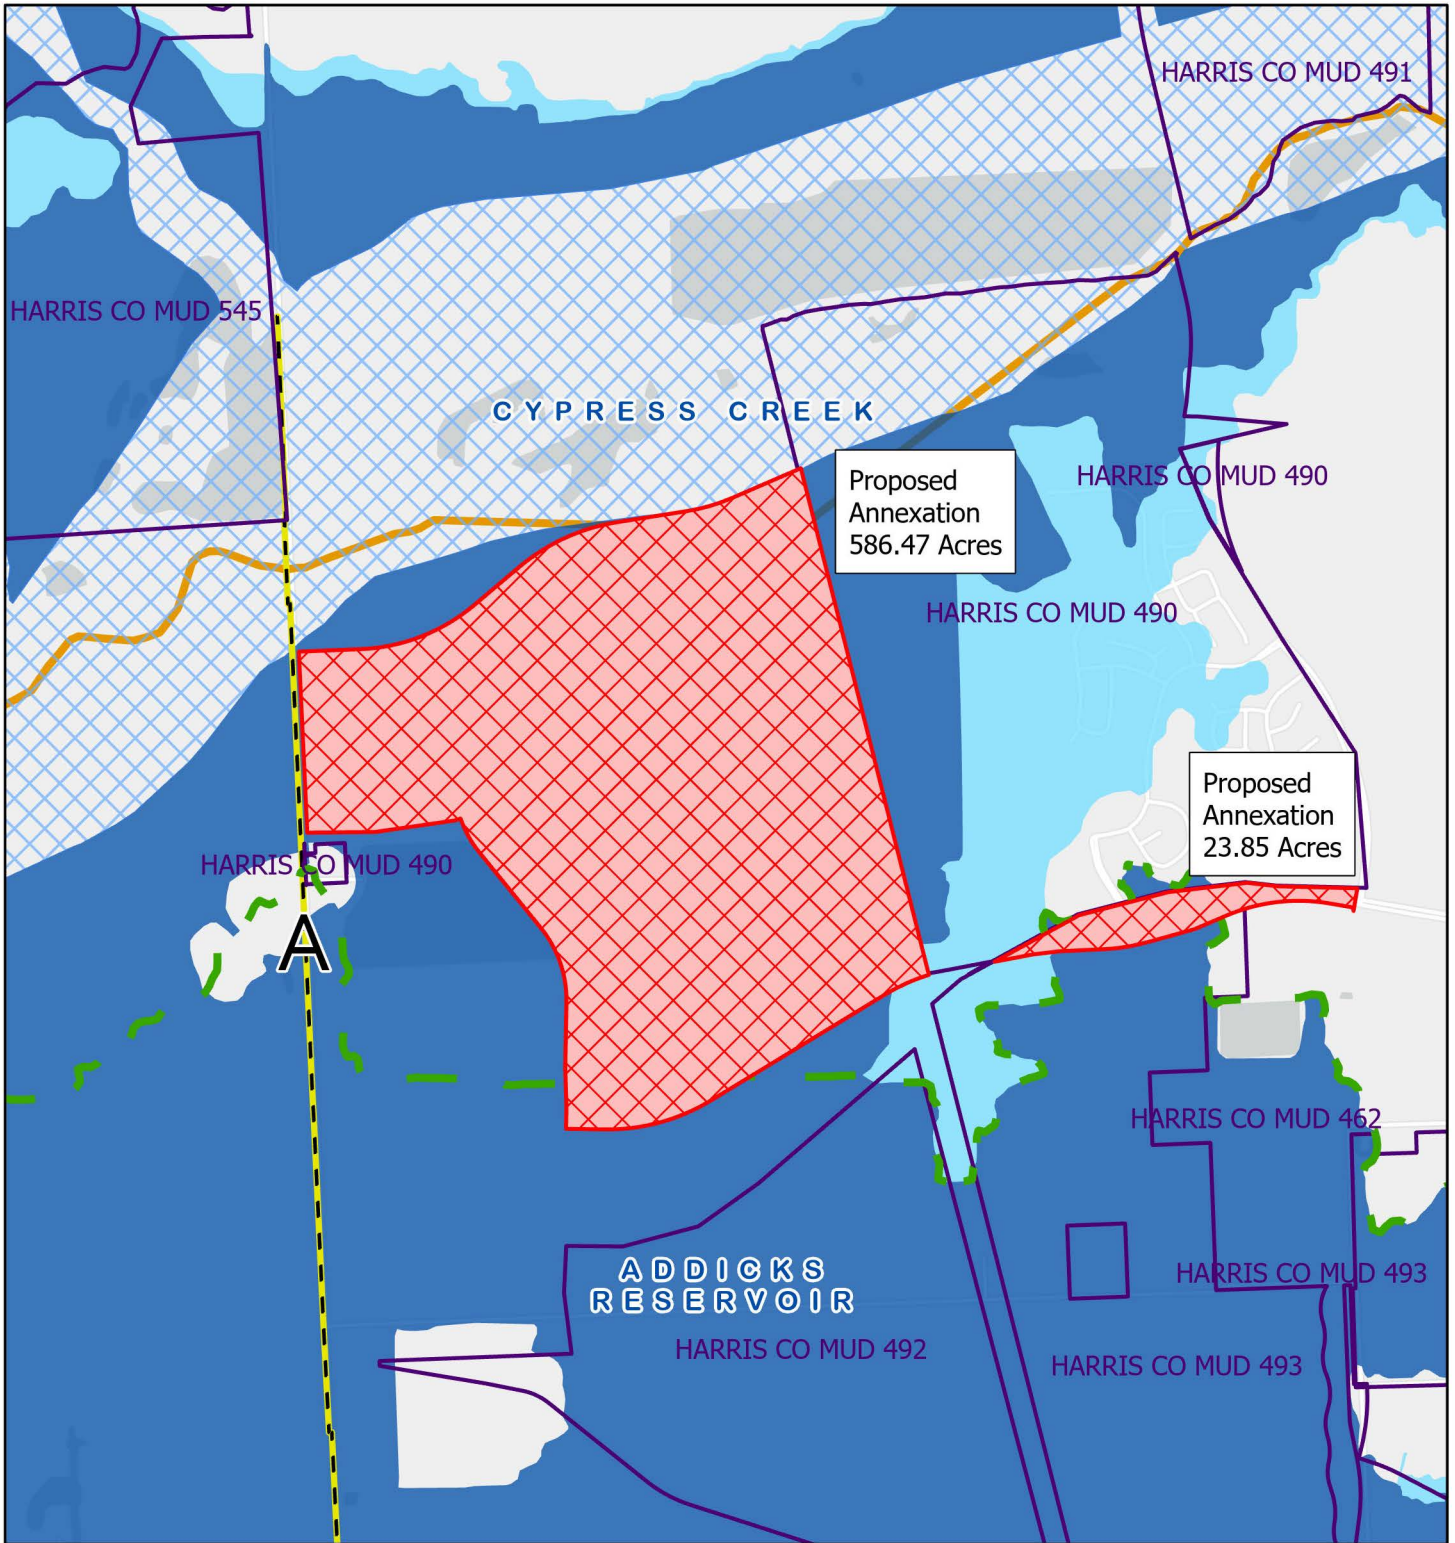 HARRIS CO MUD 491
HARRIS CO MUD 545
CYPRESS CREEK
Proposed
Annexation
586.47 Acres
HARRIS CO MUD 490
HARRIS CO MUD 490
Proposed
Annexation
23.85 Acres
HARRIS CO MUD 490
A
HARRIS CO MUD 462
ADDICKS
RESERVOIR
HARRIS CO MUD 493
HARRIS CO MUD 492
HARRIS CO MUD 493